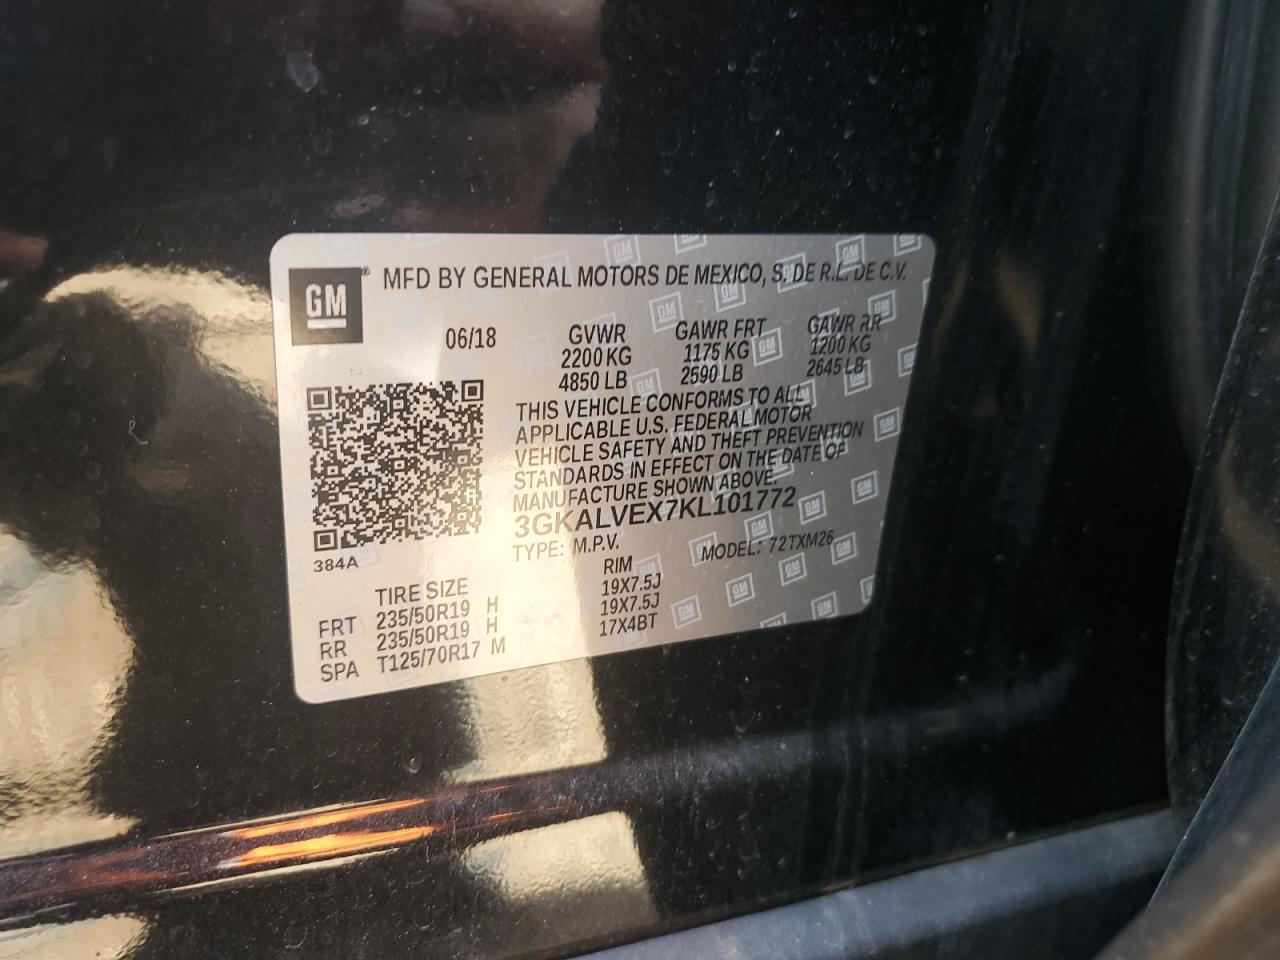 GM ® MFD BY GENERAL MOTORS DE MEXICO, S. DE R.L. DE C.V.
06/18 GVWR GAWR FRT GAWR RR
2200 KG 1175 KG 1200 KG
4850 LB 2590 LB 2645 LB
THIS VEHICLE CONFORMS TO ALL
APPLICABLE U.S. FEDERAL MOTOR
VEHICLE SAFETY AND THEFT PREVENTION
STANDARDS IN EFFECT ON THE DATE OF
MANUFACTURE SHOWN ABOVE.
3GKALVEX7KL101772
TYPE: M.P.V. MODEL: 72TXM26
384A
TIRE SIZE RIM
FRT 235/50R19 H 19X7.5J
RR 235/50R19 H 19X7.5J
SPA T125/70R17 M 17X4BT